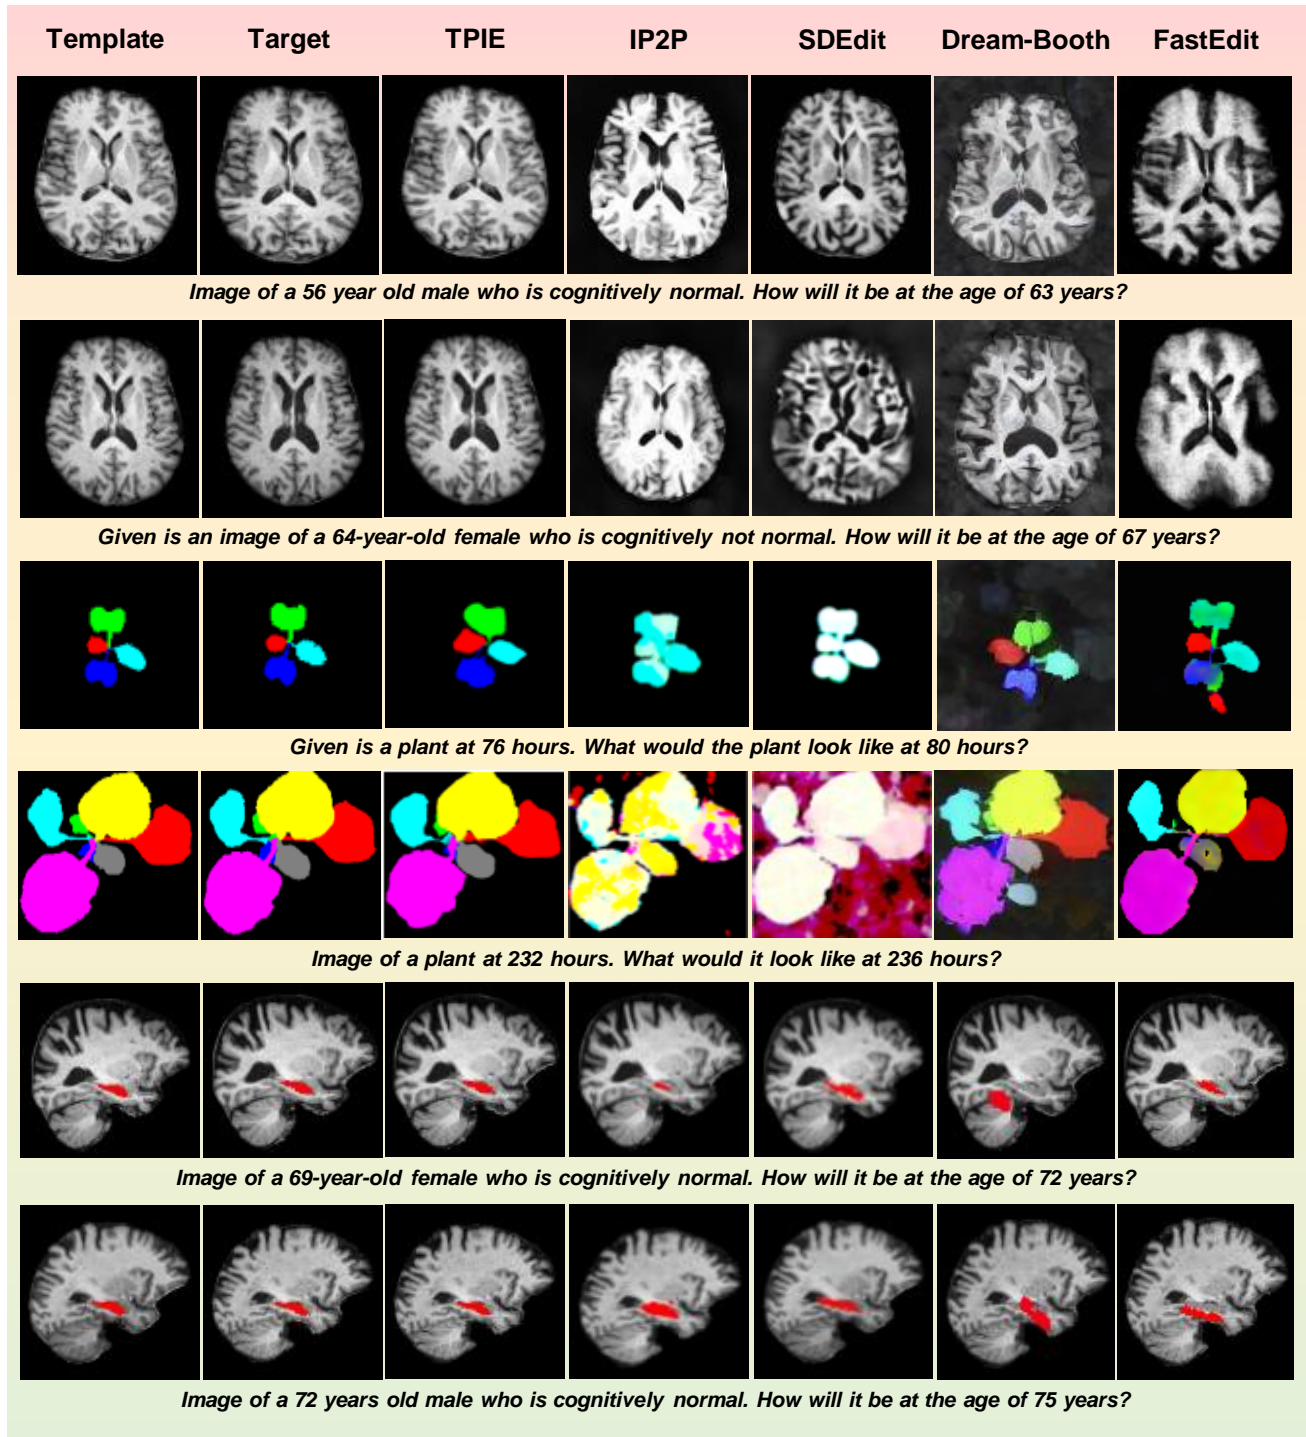 Template Target TPIE IP2P SDEdit Dream-Booth FastEdit
Image of a 56 year old male who is cognitively normal. How will it be at the age of 63 years?
Given is an image of a 64-year-old female who is cognitively not normal. How will it be at the age of 67 years?
Given is a plant at 76 hours. What would the plant look like at 80 hours?
Image of a plant at 232 hours. What would it look like at 236 hours?
Image of a 69-year-old female who is cognitively normal. How will it be at the age of 72 years?
Image of a 72 years old male who is cognitively normal. How will it be at the age of 75 years?